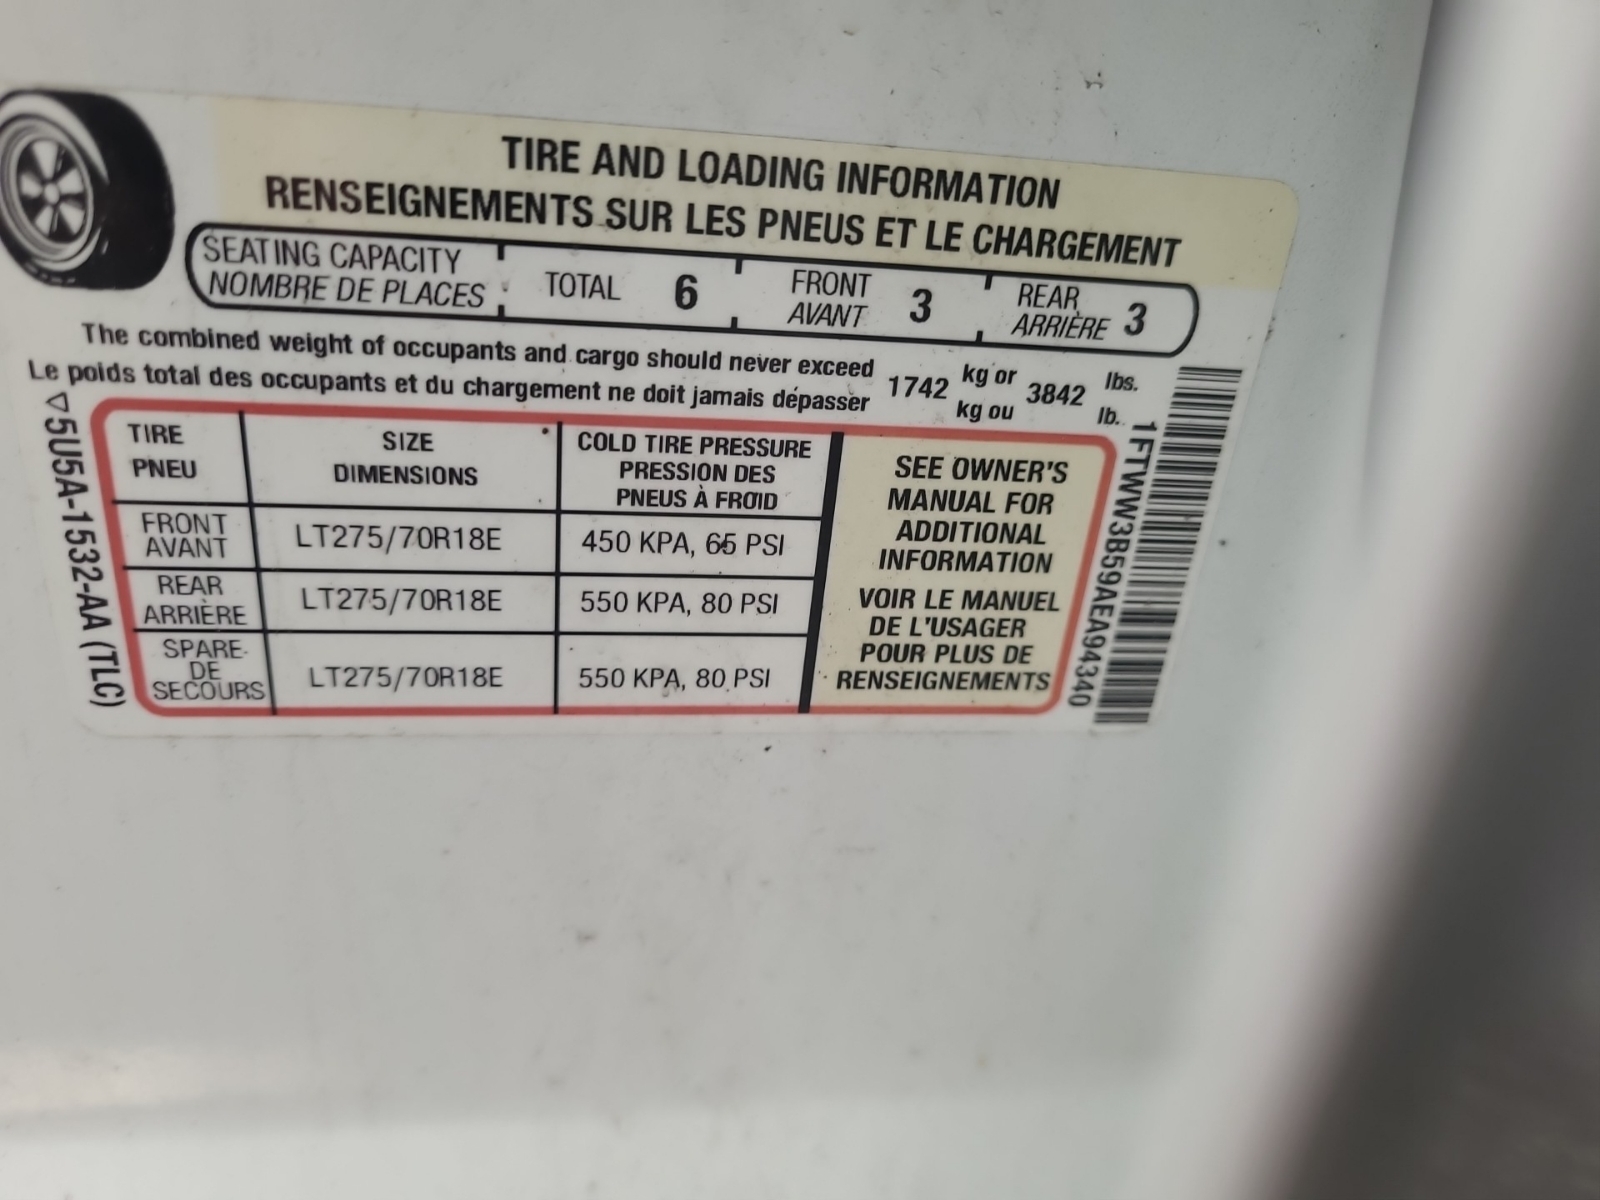 TIRE AND LOADING INFORMATION
RENSEIGNEMENTS SUR LES PNEUS ET LE CHARGEMENT
SEATING CAPACITY
NOMBRE DE PLACES
TOTAL 6
FRONT
AVANT 3
REAR
ARRIÈRE 3
The combined weight of occupants and cargo should never exceed
Le poids total des occupants et du chargement ne doit jamais dépasser
1742 kg or
kg ou
3842 lbs.
lb.
TIRE
PNEU
SIZE
DIMENSIONS
COLD TIRE PRESSURE
PRESSION DES
PNEUS À FROID
FRONT
AVANT
LT275/70R18E
450 KPA, 65 PSI
REAR
ARRIÈRE
LT275/70R18E
550 KPA, 80 PSI
SPARE
DE
SECOURS
LT275/70R18E
550 KPA, 80 PSI
SEE OWNER'S
MANUAL FOR
ADDITIONAL
INFORMATION
VOIR LE MANUEL
DE L'USAGER
POUR PLUS DE
RENSEIGNEMENTS
5U5A-1532-AA (TLC)
1FTWW3B59AEA94340